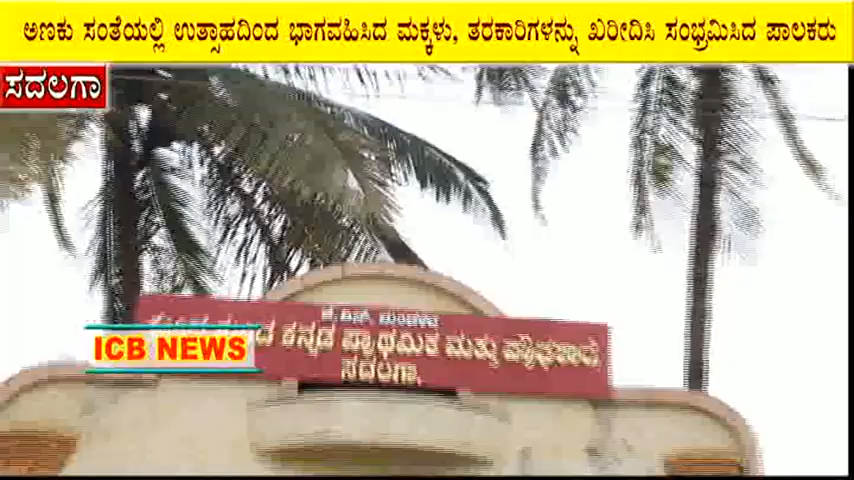 ಅಣಕು ಸಂತೆಯಲ್ಲಿ ಉತ್ಸಾಹದಿಂದ ಭಾಗವಹಿಸಿದ ಮಕ್ಕಳು, ತರಕಾರಿಗಳನ್ನು ಖರೀದಿಸಿ ಸಂಭ್ರಮಿಸಿದ ಪಾಲಕರು
ಸದಲಗಾ
ಕನ್ನಡ ಪ್ರಾಥಮಿಕ ಮತ್ತು ಪ್ರೌಢಶಾಲೆ
ಸದಲಗಾ.
ICB NEWS